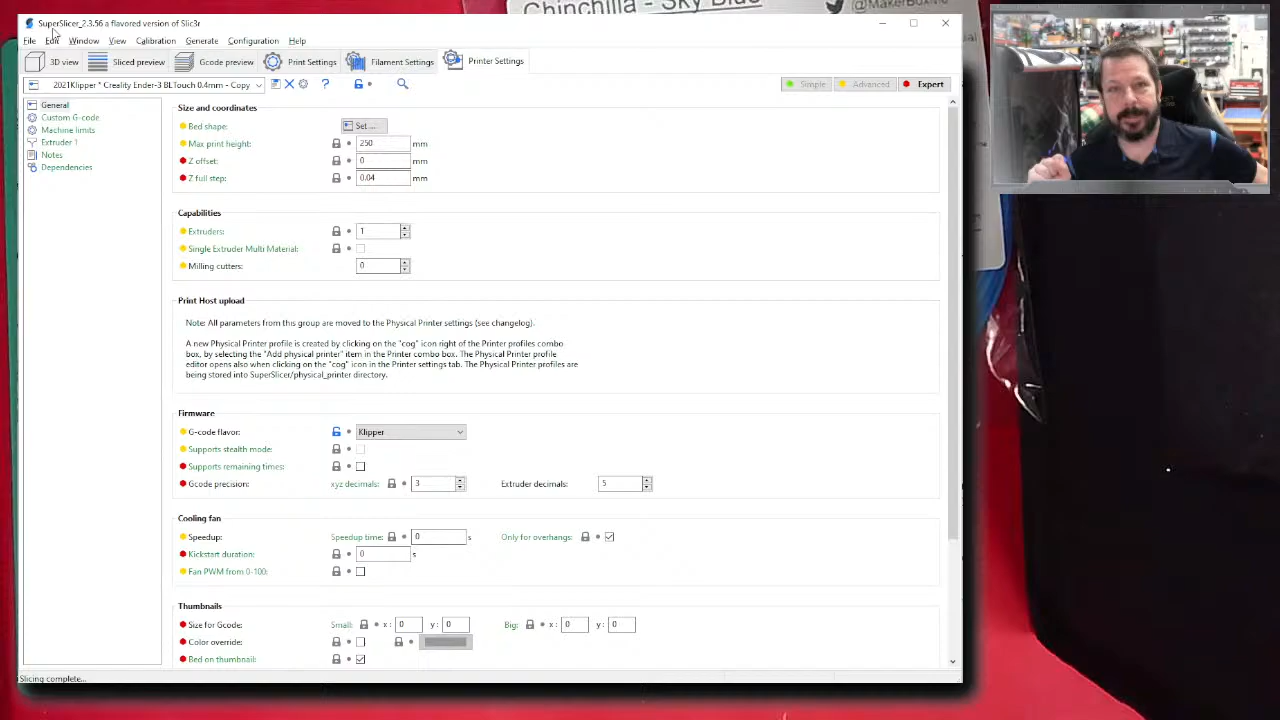 Chinchilla - Sky Blue
@MakerBox
SuperSlicer_2.3.56 a flavored version of Slic3r
File Edit Window View Calibration Generate Configuration Help
3D view Sliced preview Gcode preview Print Settings Filament Settings Printer Settings
2021Klipper * Creality Ender-3 BLTouch 0.4mm - Copy ? Simple Advanced Expert
General
Custom G-code
Machine limits
Extruder 1
Notes
Dependencies
Size and coordinates
Bed shape: Set ...
Max print height: 250 mm
Z offset: 0 mm
Z full step: 0.04 mm
Capabilities
Extruders: 1
Single Extruder Multi Material:
Milling cutters: 0
Print Host upload
Note: All parameters from this group are moved to the Physical Printer settings (see changelog).
A new Physical Printer profile is created by clicking on the "cog" icon right of the Printer profiles combo
box, by selecting the "Add physical printer" item in the Printer combo box. The Physical Printer profile
editor opens also when clicking on the "cog" icon in the Printer settings tab. The Physical Printer profiles are
being stored into SuperSlicer/physical_printer directory.
Firmware
G-code flavor: Klipper
Supports stealth mode:
Supports remaining times:
Gcode precision: xyz decimals: 3 Extruder decimals: 5
Cooling fan
Speedup: Speedup time: 0 s Only for overhangs:
Kickstart duration: 0 s
Fan PWM from 0-100:
Thumbnails
Size for Gcode: Small: x: 0 y: 0 Big: x: 0 y: 0
Color override:
Bed on thumbnail:
Slicing complete...